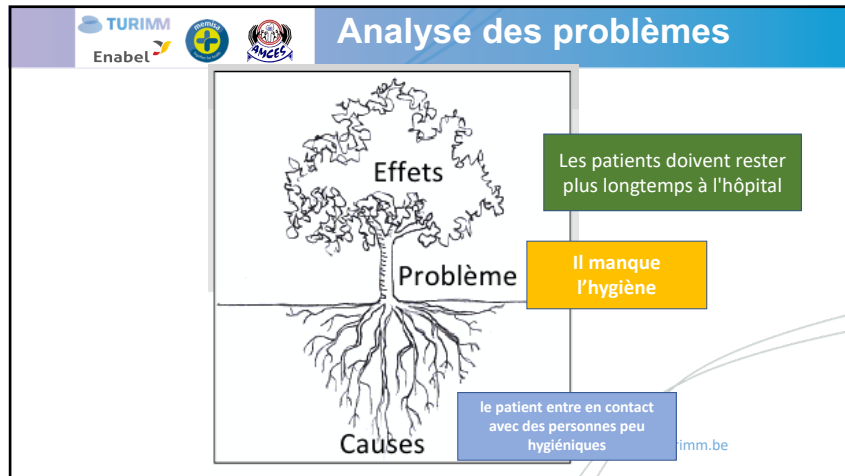 TURIMM
Enabel
memisa
AMCES
Analyse des problèmes
Effets
Les patients doivent rester
plus longtemps à l'hôpital
Problème
Il manque
l'hygiène
le patient entre en contact
avec des personnes peu
hygiéniques
Causes
rimm.be